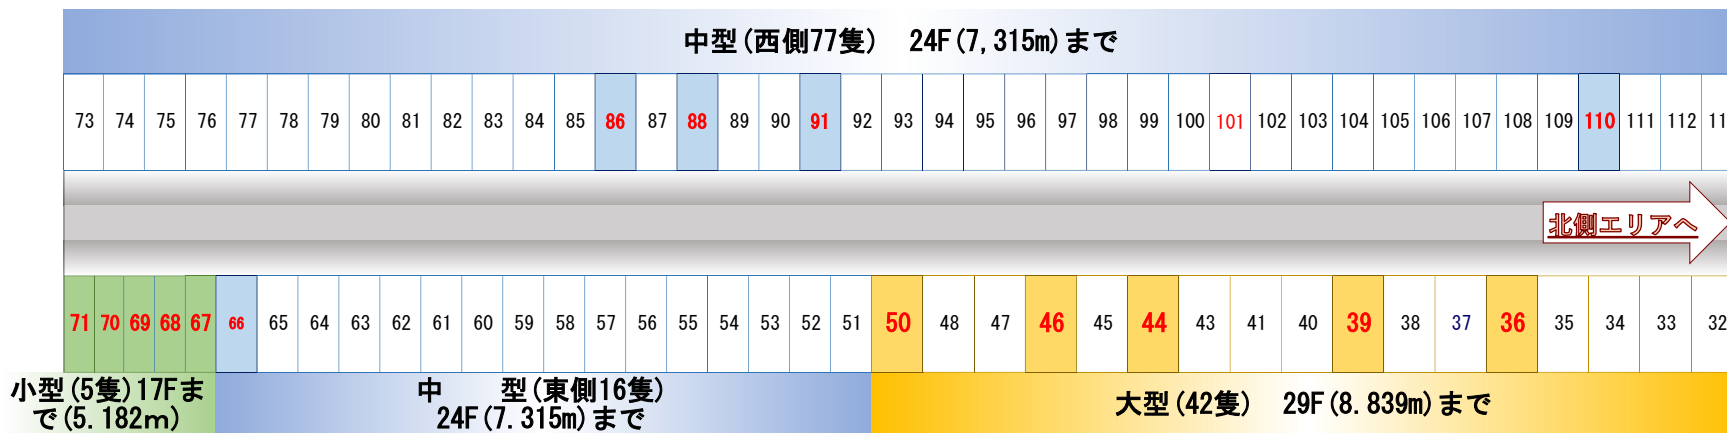 中型(西側77隻) 24F(7,315m)まで
73 74 75 76 77 78 79 80 81 82 83 84 85 86 87 88 89 90 91 92 93 94 95 96 97 98 99 100 101 102 103 104 105 106 107 108 109 110 111 112
北側エリアへ
71 70 69 68 67 66 65 64 63 62 61 60 59 58 57 56 55 54 53 52 51 50 48 47 46 45 44 43 41 40 39 38 37 36 35 34 33 32
小型(5隻)17Fま
で(5.182m)
中 型(東側16隻)
24F(7.315m)まで
大型(42隻) 29F(8.839m)まで